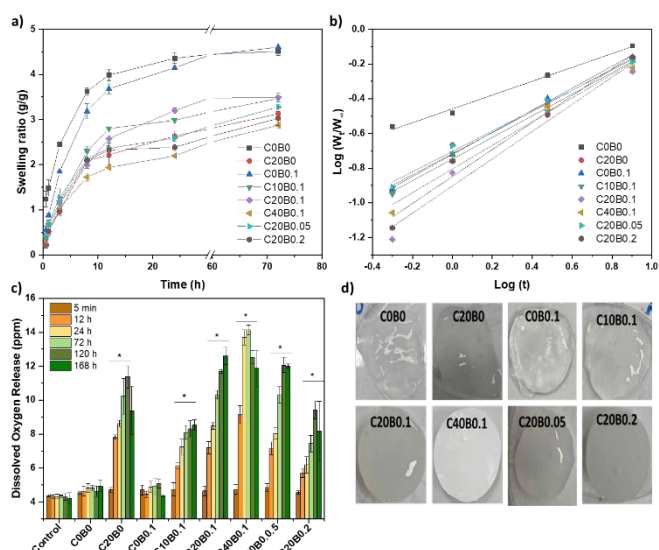 a)
Swelling ratio (g/g)
5
4
3
2
1
0
0 10 20 30 40 50 60 70 80
Time (h)
C0B0
C20B0
C0B0.1
C10B0.1
C20B0.1
C40B0.1
C20B0.05
C20B0.2
b)
Log (Wt/W∞)
0.0
-0.2
-0.4
-0.6
-0.8
-1.0
-1.2
-1.4
-0.4 -0.2 0.0 0.2 0.4 0.6 0.8 1.0
Log (t)
C0B0
C20B0
C0B0.1
C10B0.1
C20B0.1
C40B0.1
C20B0.05
C20B0.2
c)
Dissolved Oxygen Release (ppm)
16
14
12
10
8
6
4
5 min
12 h
24 h
72 h
120 h
168 h
* * * * * *
Control C0B0 C20B0 C0B0.1 C10B0.1 C20B0.1 C40B0.1 C20B0.0.5 C20B0.2
d)
C0B0 C20B0 C0B0.1 C10B0.1
C20B0.1 C40B0.1 C20B0.05 C20B0.2